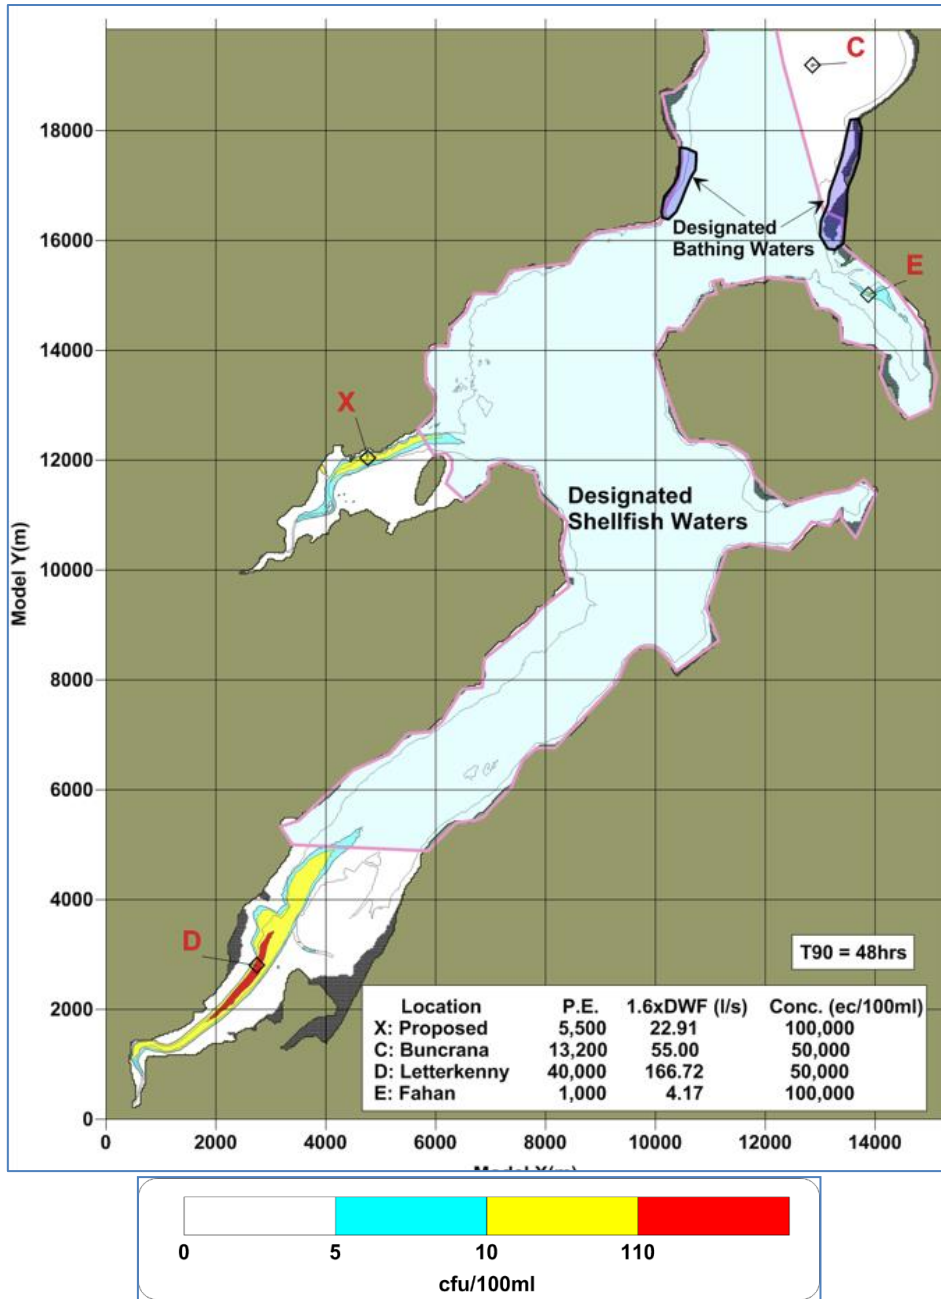 C
18000
16000
14000
12000
10000
8000
6000
4000
2000
0
Model Y(m)
Designated
Bathing Waters
E
X
Designated
Shellfish Waters
D
T90 = 48hrs
Location P.E. 1.6xDWF (l/s) Conc. (ec/100ml)
X: Proposed 5,500 22.91 100,000
C: Buncrana 13,200 55.00 50,000
D: Letterkenny 40,000 166.72 50,000
E: Fahan 1,000 4.17 100,000
0 2000 4000 6000 8000 10000 12000 14000
Model X(m)
0 5 10 110
cfu/100ml